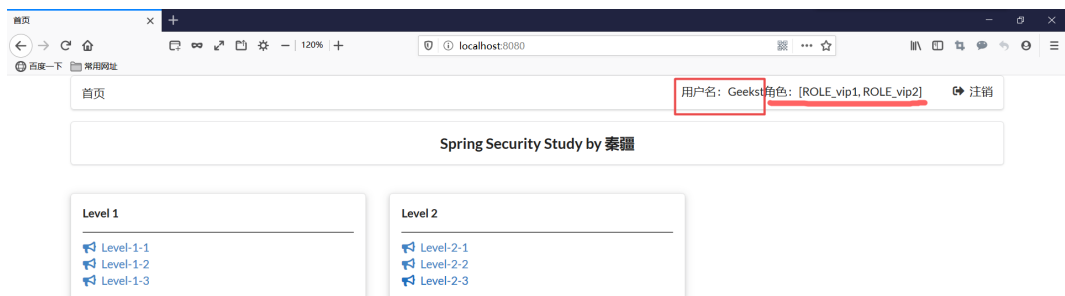 首页
120%
localhost:8080
百度一下 常用网址
首页 用户名：Geekst角色：[ROLE_vip1, ROLE_vip2] 注销
Spring Security Study by 秦疆
Level 1
Level-1-1
Level-1-2
Level-1-3
Level 2
Level-2-1
Level-2-2
Level-2-3